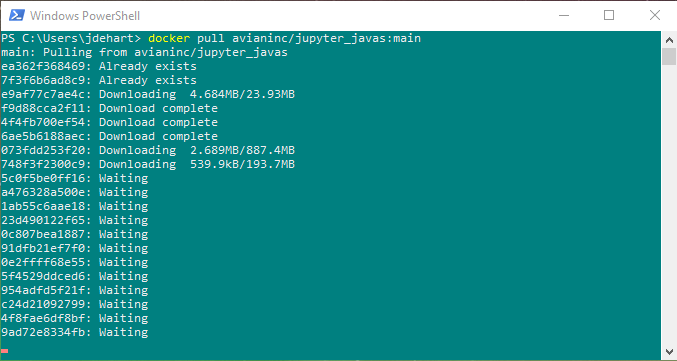 Windows PowerShell
PS C:\Users\jdehart> docker pull avianinc/jupyter_javas:main
main: Pulling from avianinc/jupyter_javas
ea362f368469: Already exists
7f3f6b6ad8c9: Already exists
e9af77c7ae4c: Downloading  4.684MB/23.93MB
f9d88cca2f11: Download complete
4f4fb700ef54: Download complete
6ae5b6188aec: Download complete
073fdd253f20: Downloading  2.689MB/887.4MB
748f3f2300c9: Downloading  539.9kB/193.7MB
5c0f5be0ff16: Waiting
a476328a500e: Waiting
1ab55c6aae18: Waiting
23d490122f65: Waiting
0c807bea1887: Waiting
91dfb21ef7f0: Waiting
0e2ffff68e55: Waiting
5f4529ddced6: Waiting
954adfd5f21f: Waiting
c24d21092799: Waiting
4f8fae6df8bf: Waiting
9ad72e8334fb: Waiting